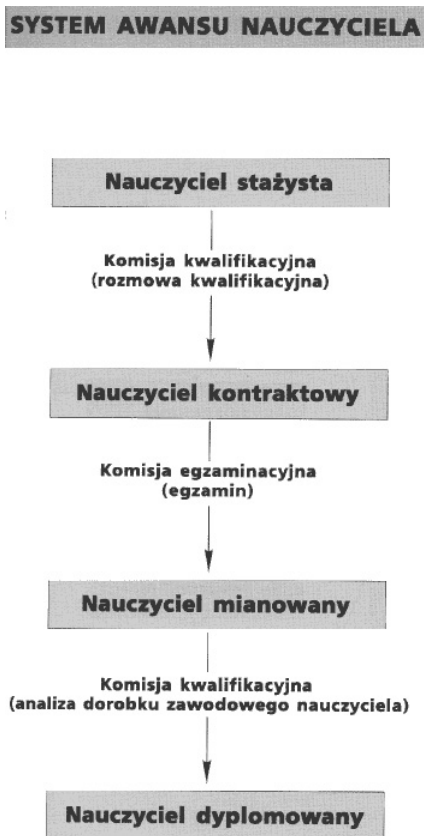 SYSTEM AWANSU NAUCZYCIELA
Nauczyciel stażysta
Komisja kwalifikacyjna
(rozmowa kwalifikacyjna)
Nauczyciel kontraktowy
Komisja egzaminacyjna
(egzamin)
Nauczyciel mianowany
Komisja kwalifikacyjna
(analiza dorobku zawodowego nauczyciela)
Nauczyciel dyplomowany